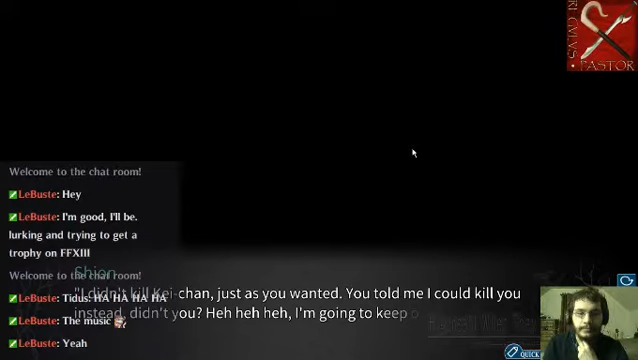 RI CVLVS
• PASTOR
Welcome to the chat room!
LeBuste: Hey
LeBuste: I'm good, I'll be.
lurking and trying to get a
trophy on FFXIII
Welcome to the chat room!
LeBuste: Tidus: HA HA HA HA
LeBuste: The music
LeBuste: Yeah
Shion
"I didn't kill Kei-chan, just as you wanted. You told me I could kill you
instead, didn't you? Heh heh heh, I'm going to keep
QUICK